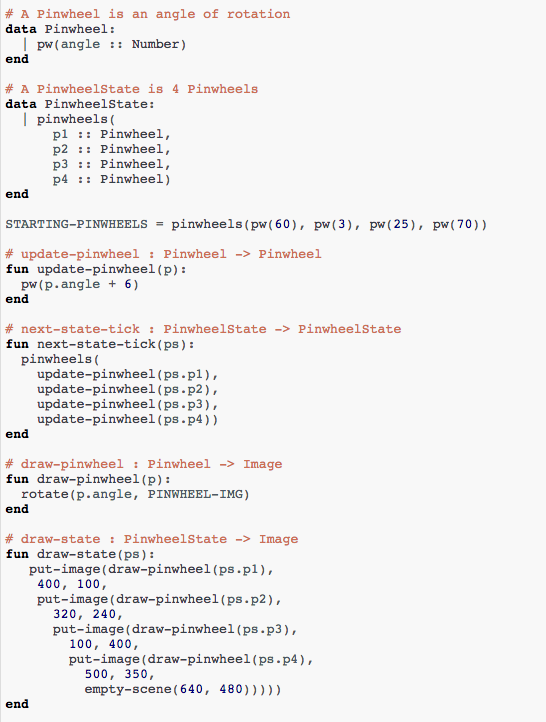 # A Pinwheel is an angle of rotation
data Pinwheel:
  | pw(angle :: Number)
end

# A PinwheelState is 4 Pinwheels
data PinwheelState:
  | pinwheels(
      p1 :: Pinwheel,
      p2 :: Pinwheel,
      p3 :: Pinwheel,
      p4 :: Pinwheel)
end

STARTING-PINWHEELS = pinwheels(pw(60), pw(3), pw(25), pw(70))

# update-pinwheel : Pinwheel -> Pinwheel
fun update-pinwheel(p):
  pw(p.angle + 6)
end

# next-state-tick : PinwheelState -> PinwheelState
fun next-state-tick(ps):
  pinwheels(
    update-pinwheel(ps.p1),
    update-pinwheel(ps.p2),
    update-pinwheel(ps.p3),
    update-pinwheel(ps.p4))
end

# draw-pinwheel : Pinwheel -> Image
fun draw-pinwheel(p):
  rotate(p.angle, PINWHEEL-IMG)
end

# draw-state : PinwheelState -> Image
fun draw-state(ps):
   put-image(draw-pinwheel(ps.p1),
    400, 100,
    put-image(draw-pinwheel(ps.p2),
      320, 240,
      put-image(draw-pinwheel(ps.p3),
        100, 400,
        put-image(draw-pinwheel(ps.p4),
          500, 350,
          empty-scene(640, 480)))))
end